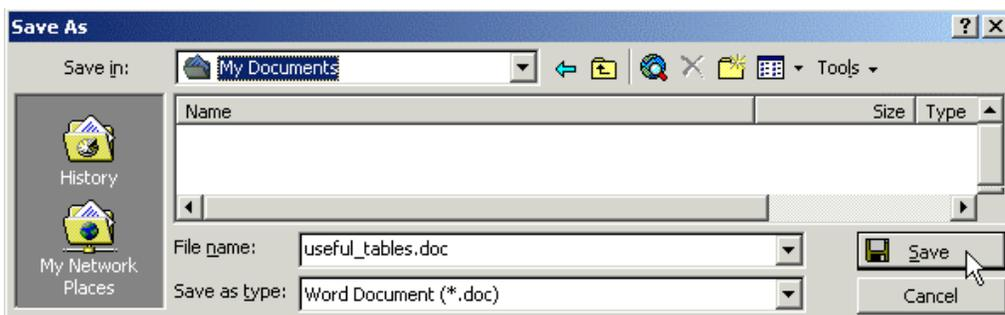 Save As
Save in: My Documents Tools
Name Size Type
History
My Network
Places
File name: useful_tables.doc Save
Save as type: Word Document (*.doc) Cancel